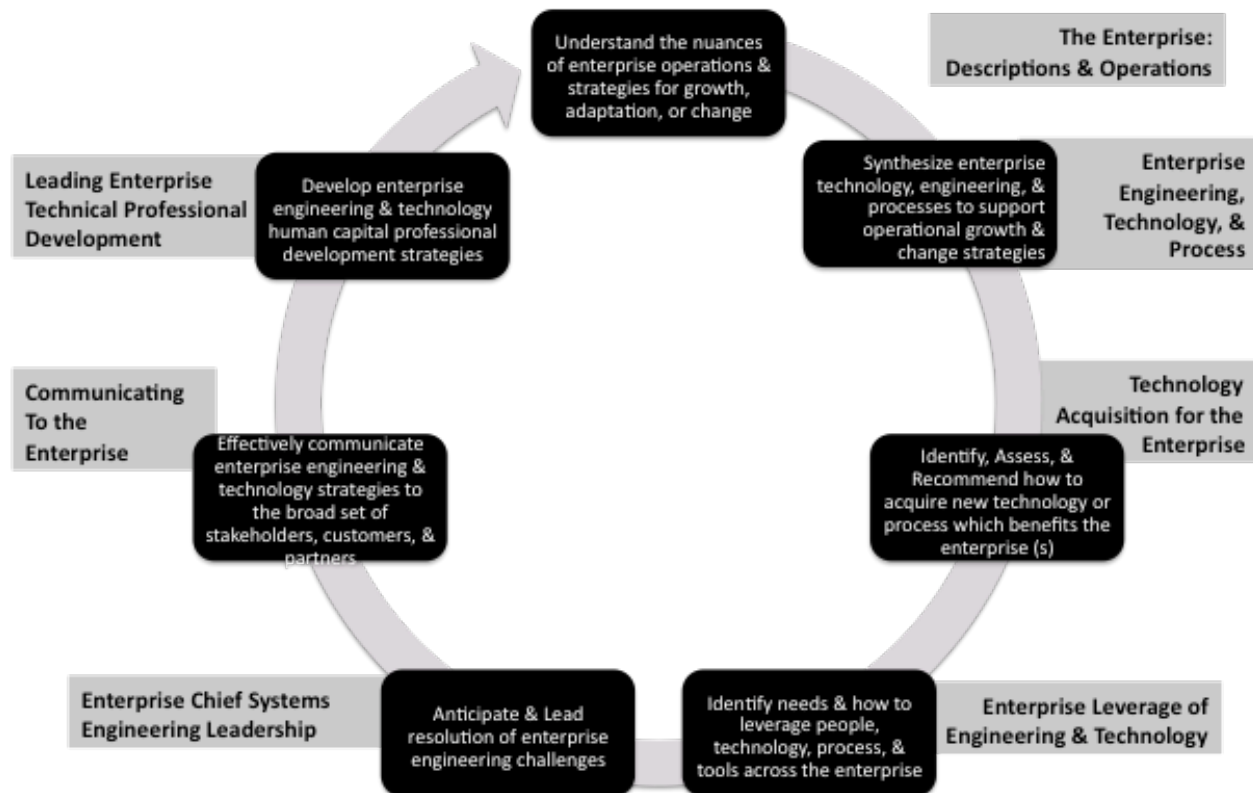 Understand the nuances
of enterprise operations &
strategies for growth,
adaptation, or change
The Enterprise:
Descriptions & Operations
Synthesize enterprise
technology, engineering, &
processes to support
operational growth &
change strategies
Enterprise
Engineering,
Technology, &
Process
Technology
Acquisition for the
Enterprise
Identify, Assess, &
Recommend how to
acquire new technology or
process which benefits the
enterprise (s)
Identify needs & how to
leverage people,
technology, process, &
tools across the enterprise
Enterprise Leverage of
Engineering & Technology
Anticipate & Lead
resolution of enterprise
engineering challenges
Enterprise Chief Systems
Engineering Leadership
Effectively communicate
enterprise engineering &
technology strategies to
the broad set of
stakeholders, customers, &
partners
Communicating
To the
Enterprise
Develop enterprise
engineering & technology
human capital professional
development strategies
Leading Enterprise
Technical Professional
Development